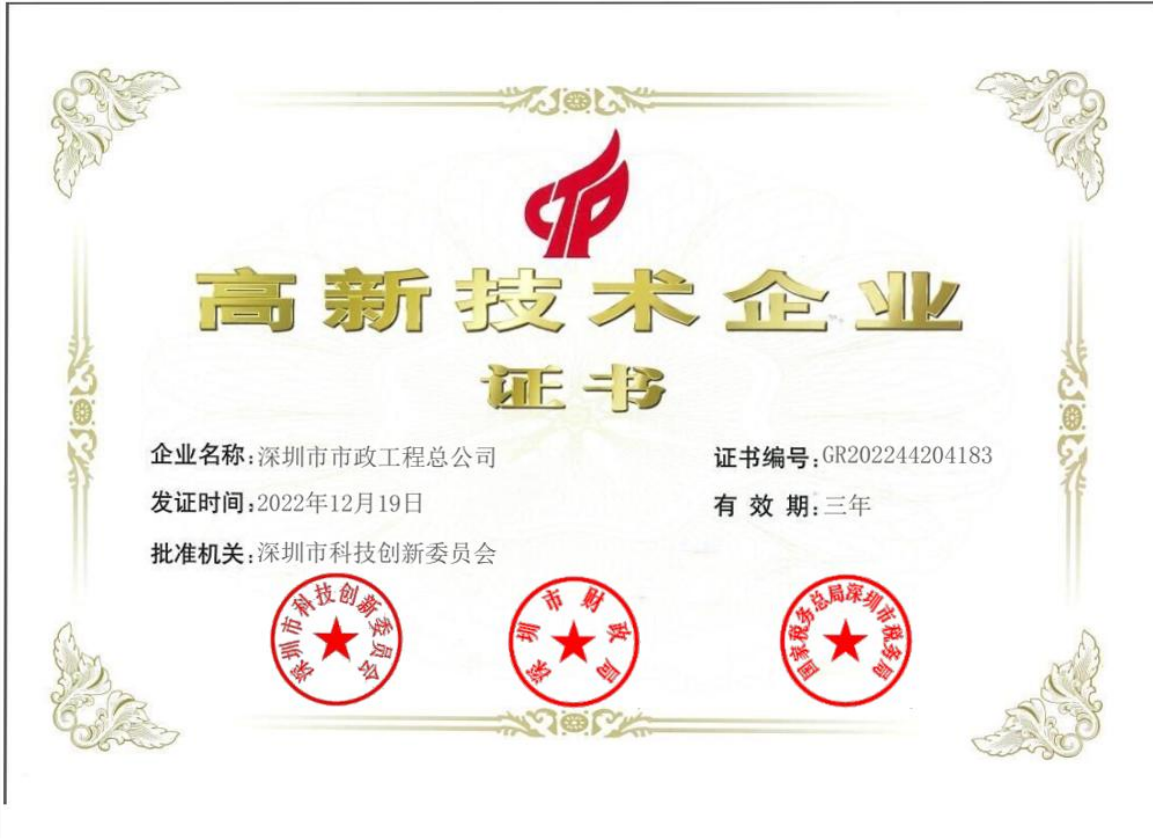 高新技术企业
证书
企业名称:深圳市市政工程总公司
证书编号:GR202244204183
发证时间:2022年12月19日
有 效 期:三年
批准机关:深圳市科技创新委员会
深圳市科技创新委员会
深圳市财政局
国家税务总局深圳市税务局